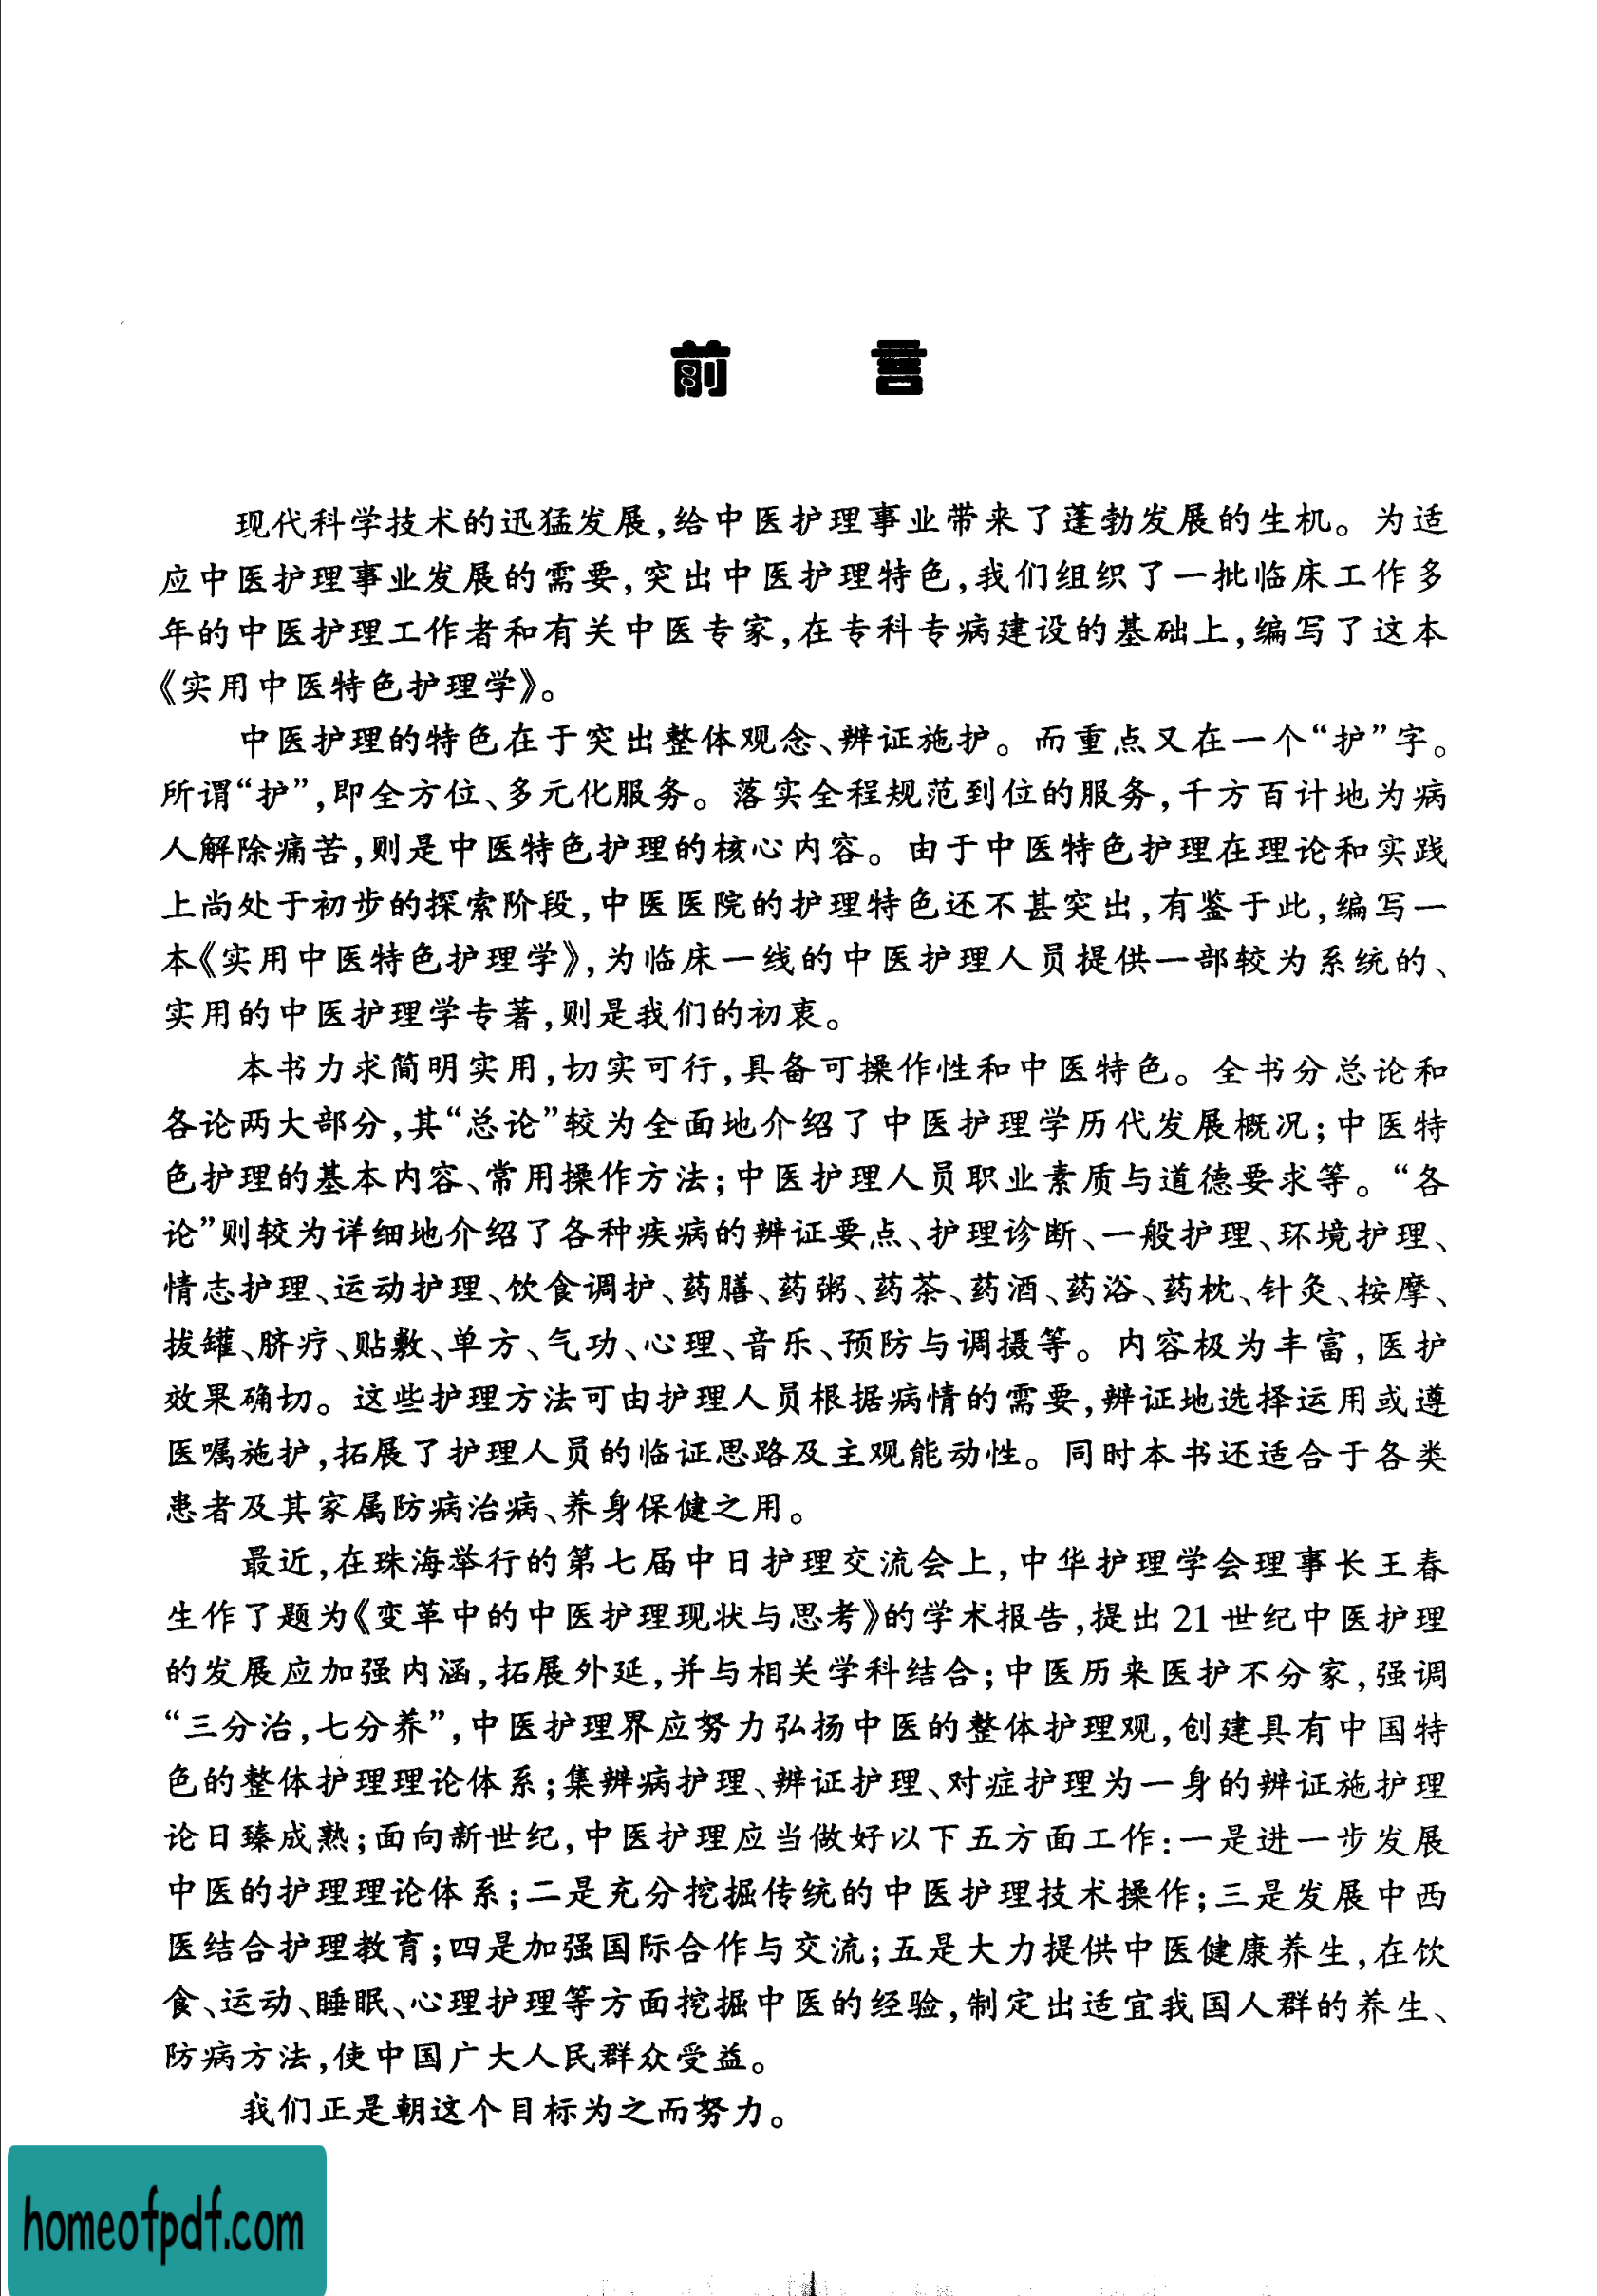 前 言
现代科学技术的迅猛发展,给中医护理事业带来了蓬勃发展的生机。为适
应中医护理事业发展的需要,突出中医护理特色,我们组织了一批临床工作多
年的中医护理工作者和有关中医专家,在专科专病建设的基础上,编写了这本
《实用中医特色护理学》。
中医护理的特色在于突出整体观念、辨证施护。而重点又在一个“护”字。
所谓“护”,即全方位、多元化服务。落实全程规范到位的服务,千方百计地为病
人解除痛苦,则是中医特色护理的核心内容。由于中医特色护理在理论和实践
上尚处于初步的探索阶段,中医医院的护理特色还不甚突出,有鉴于此,编写一
本《实用中医特色护理学》,为临床一线的中医护理人员提供一部较为系统的、
实用的中医护理学专著,则是我们的初衷。
本书力求简明实用,切实可行,具备可操作性和中医特色。全书分总论和
各论两大部分,其“总论”较为全面地介绍了中医护理学历代发展概况;中医特
色护理的基本内容、常用操作方法;中医护理人员职业素质与道德要求等。“各
论”则较为详细地介绍了各种疾病的辨证要点、护理诊断、一般护理、环境护理、
情志护理、运动护理、饮食调护、药膳、药粥、药茶、药酒、药浴、药枕、针灸、按摩、
拔罐、脐疗、贴敷、单方、气功、心理、音乐、预防与调摄等。内容极为丰富,医护
效果确切。这些护理方法可由护理人员根据病情的需要,辨证地选择运用或遵
医嘱施护,拓展了护理人员的临证思路及主观能动性。同时本书还适合于各类
患者及其家属防病治病、养身保健之用。
最近,在珠海举行的第七届中日护理交流会上,中华护理学会理事长王春
生作了题为《变革中的中医护理现状与思考》的学术报告,提出 21 世纪中医护理
的发展应加强内涵,拓展外延,并与相关学科结合;中医历来医护不分家,强调
“三分治,七分养”,中医护理界应努力弘扬中医的整体护理观,创建具有中国特
色的整体护理理论体系;集辨病护理、辨证护理、对症护理为一身的辨证施护理
论日臻成熟;面向新世纪,中医护理应当做好以下五方面工作:一是进一步发展
中医的护理理论体系;二是充分挖掘传统的中医护理技术操作;三是发展中西
医结合护理教育;四是加强国际合作与交流;五是大力提供中医健康养生,在饮
食、运动、睡眠、心理护理等方面挖掘中医的经验,制定出适宜我国人群的养生、
防病方法,使中国广大人民群众受益。
我们正是朝这个目标为之而努力。
homeofpdf.com